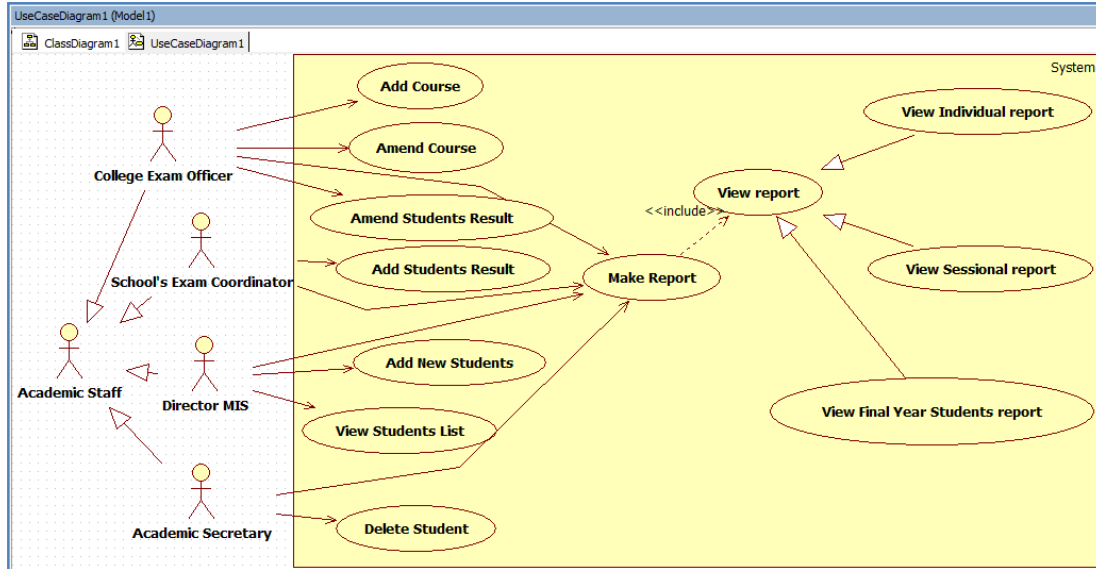 UseCaseDiagram1 (Model1)
ClassDiagram1 UseCaseDiagram1
System
Add Course
View Individual report
College Exam Officer
Amend Course
View report
<<include>>
Amend Students Result
School's Exam Coordinator
Add Students Result
Make Report
View Sessional report
Academic Staff
Director MIS
Add New Students
View Final Year Students report
View Students List
Academic Secretary
Delete Student